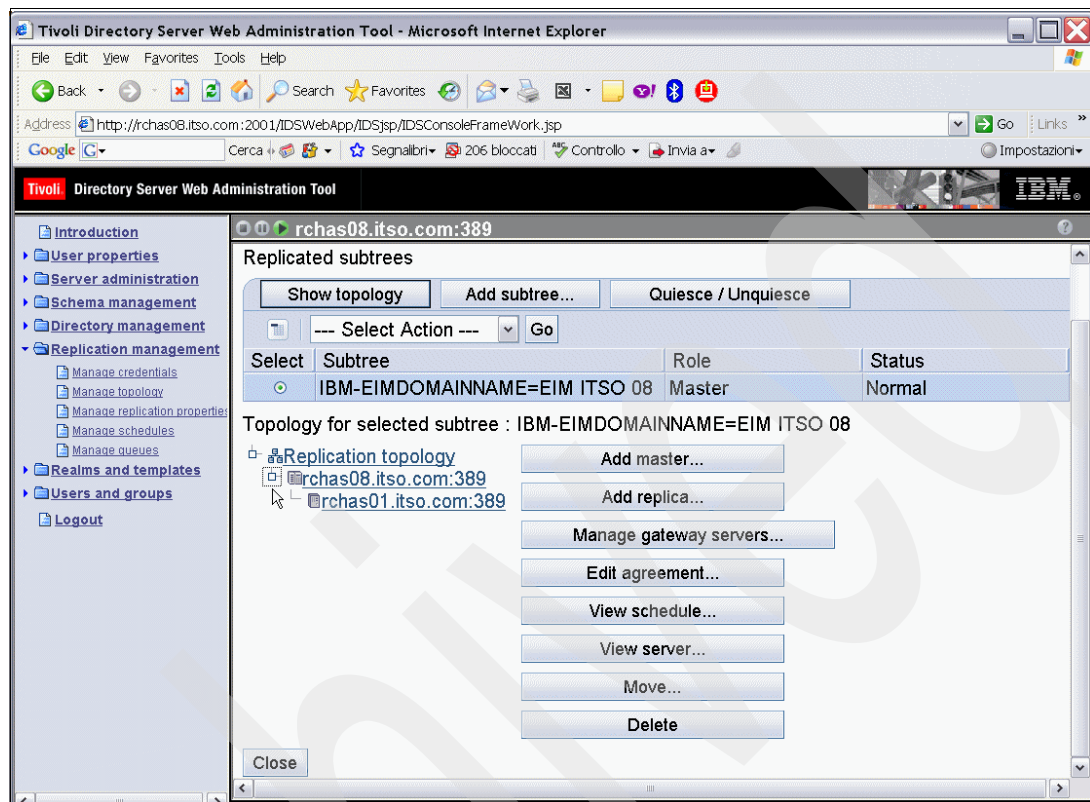 Tivoli Directory Server Web Administration Tool - Microsoft Internet Explorer
File Edit View Favorites Tools Help
Back Search Favorites
Address http://rchas08.itso.com:2001/IDSWebApp/IDSjsp/IDSConsoleFrameWork.jsp Go Links »
Google G Cerca Segnalibri 206 bloccati Controllo Invia a Impostazioni
Tivoli. Directory Server Web Administration Tool IBM®
Introduction
User properties
Server administration
Schema management
Directory management
Replication management
Manage credentials
Manage topology
Manage replication properties
Manage schedules
Manage queues
Realms and templates
Users and groups
Logout
rchas08.itso.com:389 ?
Replicated subtrees
Show topology Add subtree... Quiesce / Unquiesce
--- Select Action --- Go
Select Subtree Role Status
IBM-EIMDOMAINNAME=EIM ITSO 08 Master Normal
Topology for selected subtree : IBM-EIMDOMAINNAME=EIM ITSO 08
Replication topology
rchas08.itso.com:389
rchas01.itso.com:389
Add master...
Add replica...
Manage gateway servers...
Edit agreement...
View schedule...
View server...
Move...
Delete
Close